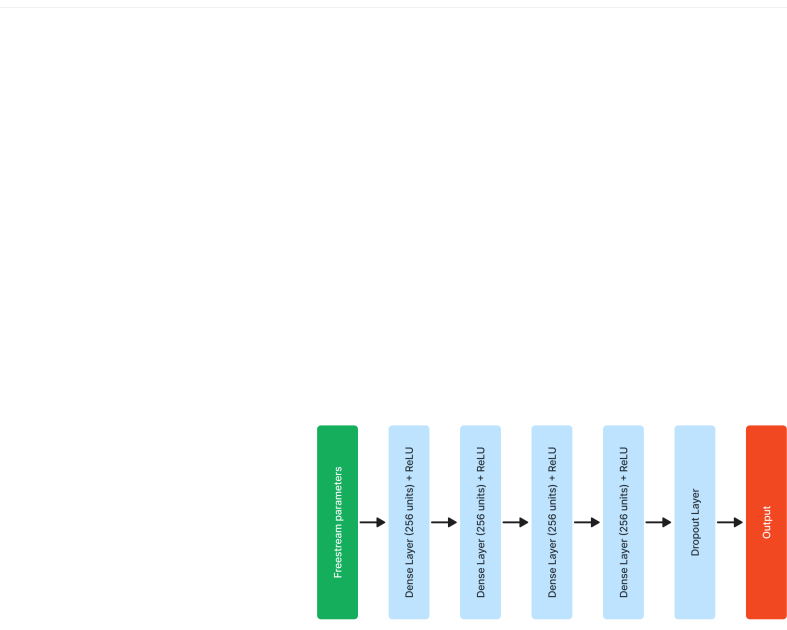 Freestream parameters
Dense Layer (256 units) + ReLU
Dense Layer (256 units) + ReLU
Dense Layer (256 units) + ReLU
Dense Layer (256 units) + ReLU
Dropout Layer
Output